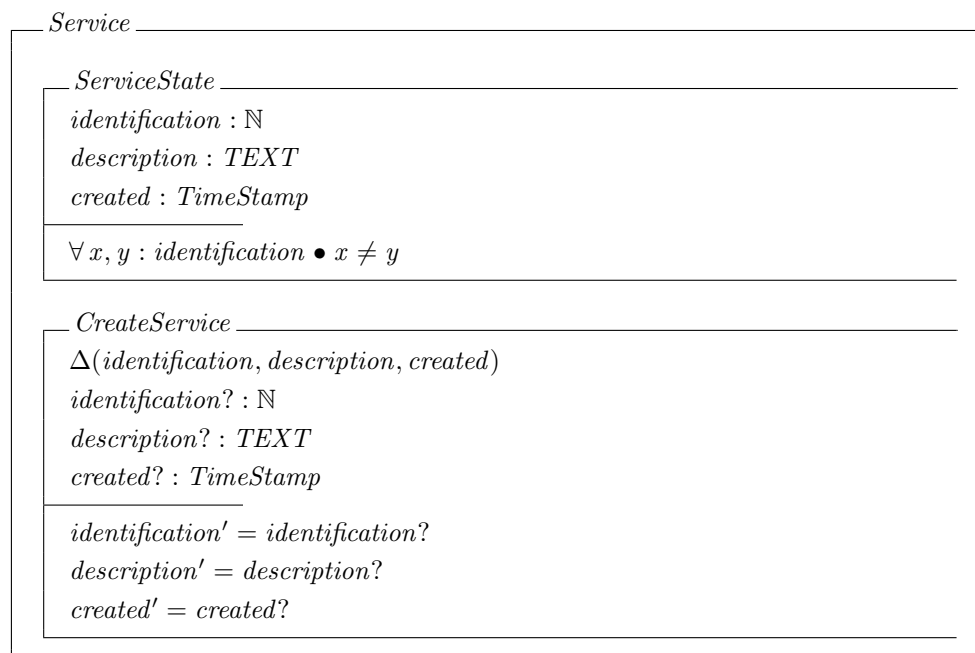 Service
ServiceState
identification : ℕ
description : TEXT
created : TimeStamp
∀ x, y : identification • x ≠ y
CreateService
Δ(identification, description, created)
identification? : ℕ
description? : TEXT
created? : TimeStamp
identification′ = identification?
description′ = description?
created′ = created?